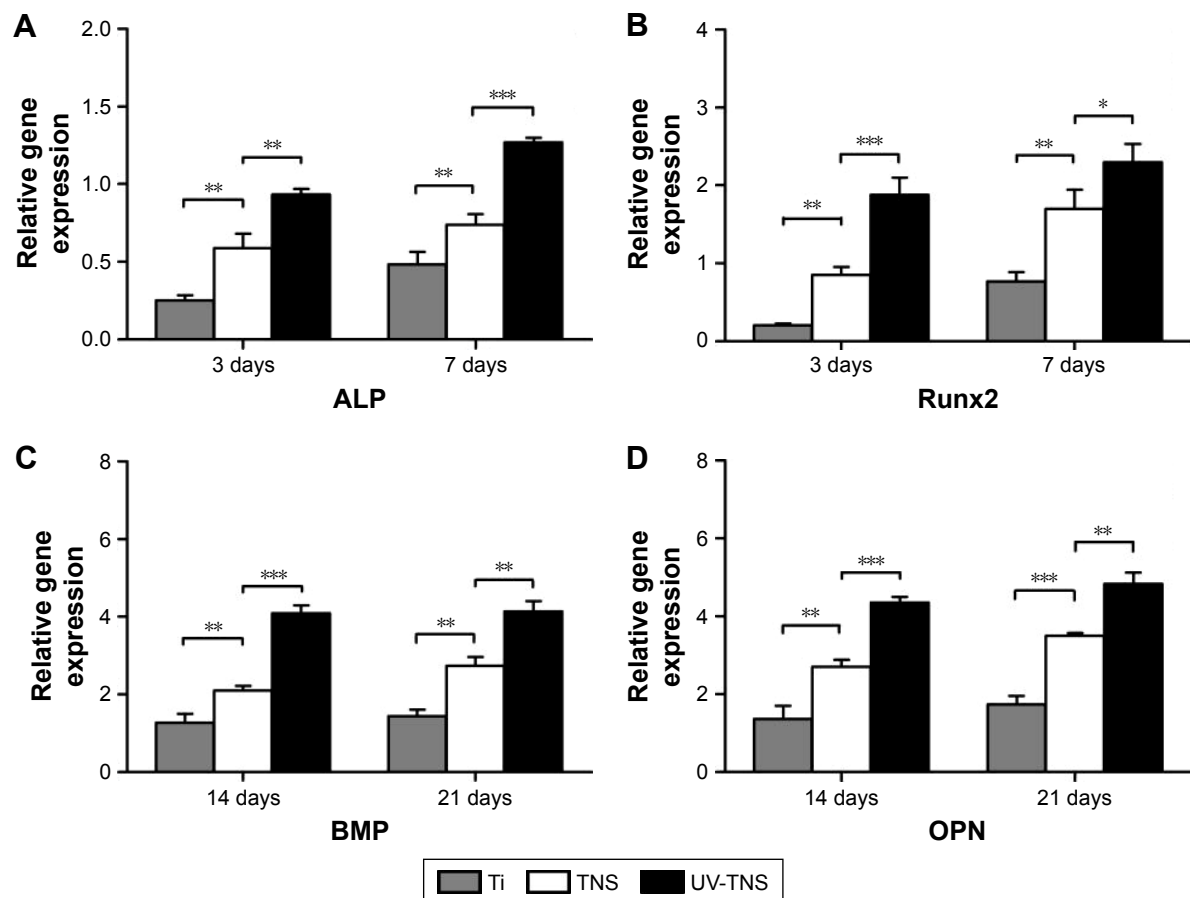 A
Relative gene
expression
2.0
1.5
1.0
0.5
0.0
**
**
**
***
3 days
7 days
ALP
B
Relative gene
expression
4
3
2
1
0
**
***
**
*
3 days
7 days
Runx2
C
Relative gene
expression
8
6
4
2
0
**
***
**
**
14 days
21 days
BMP
D
Relative gene
expression
8
6
4
2
0
**
***
***
**
14 days
21 days
OPN
Ti TNS UV-TNS